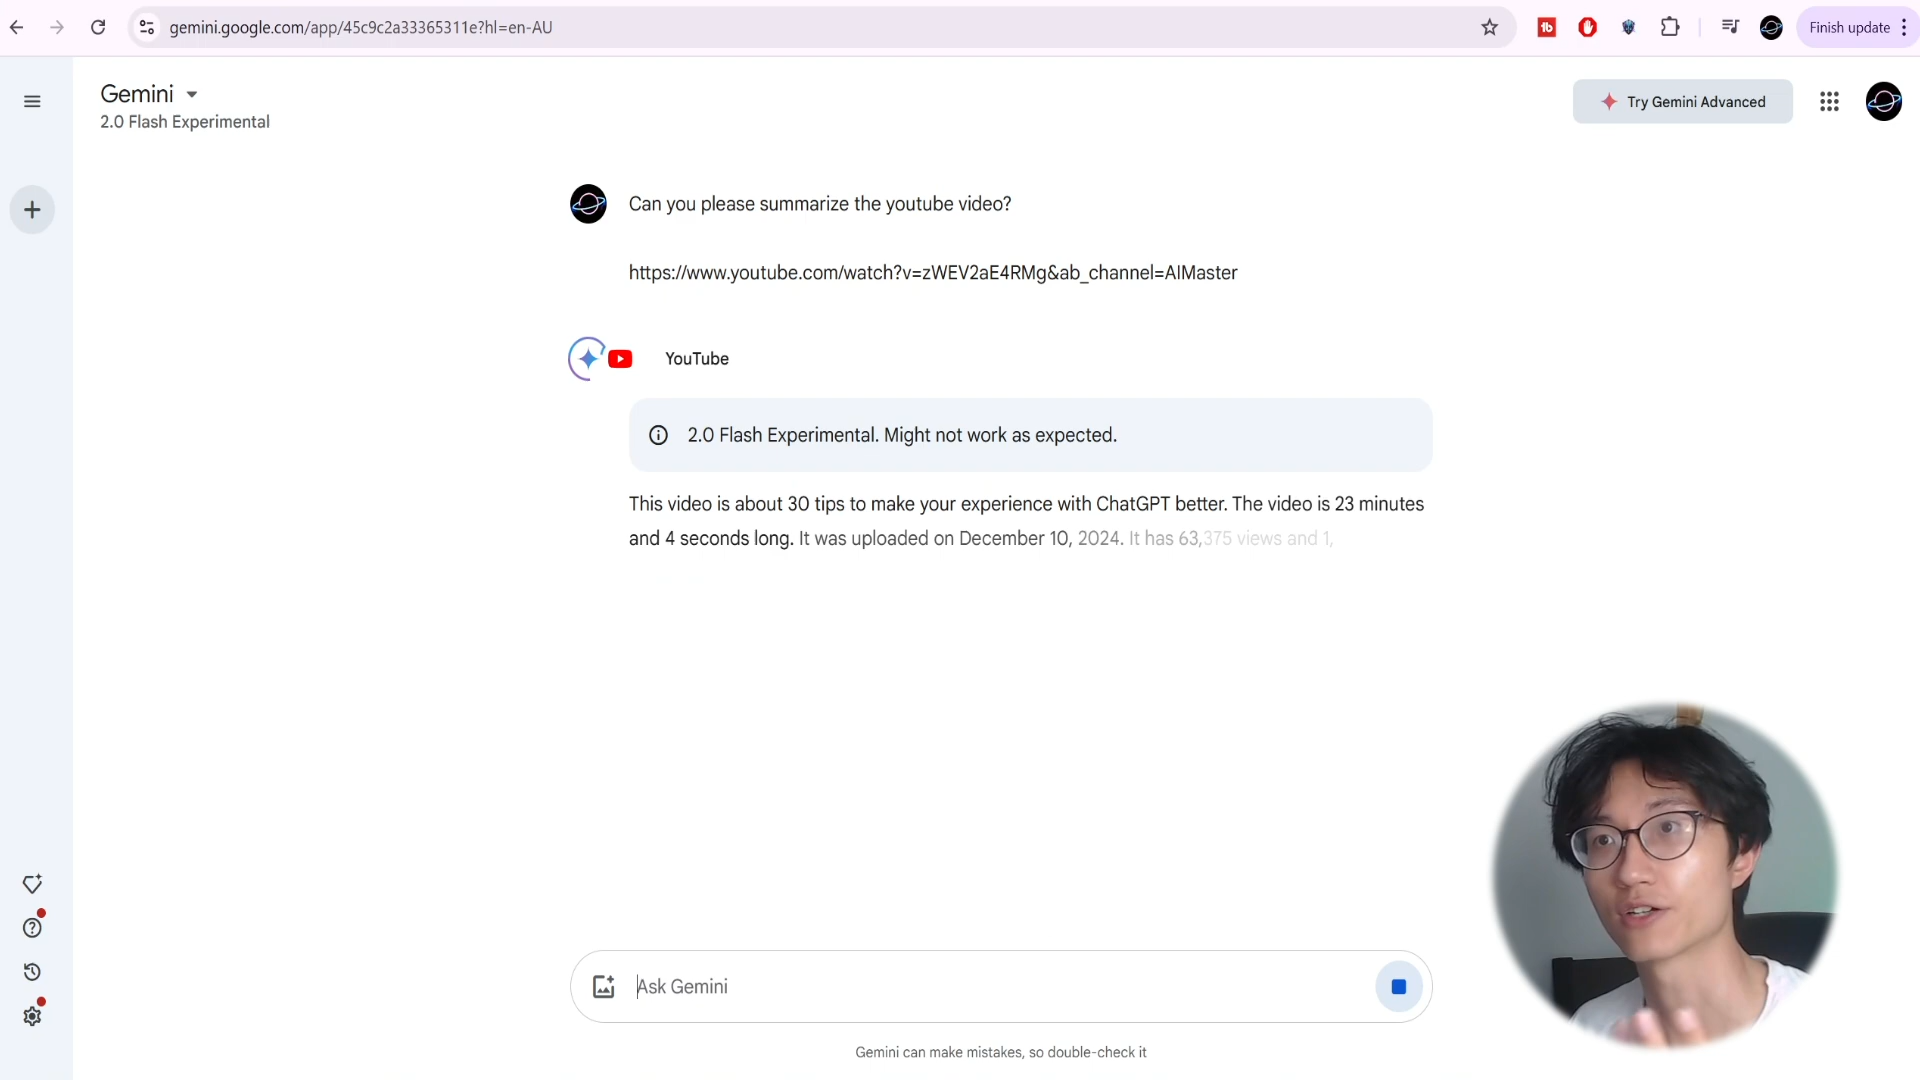 gemini.google.com/app/45c9c2a33365311e?hl=en-AU
Finish update
Gemini
2.0 Flash Experimental
Try Gemini Advanced
Can you please summarize the youtube video?
https://www.youtube.com/watch?v=zWEV2aE4RMg&ab_channel=AIMaster
YouTube
2.0 Flash Experimental. Might not work as expected.
This video is about 30 tips to make your experience with ChatGPT better. The video is 23 minutes
and 4 seconds long. It was uploaded on December 10, 2024. It has 63,375 views and 1,
Ask Gemini
Gemini can make mistakes, so double-check it